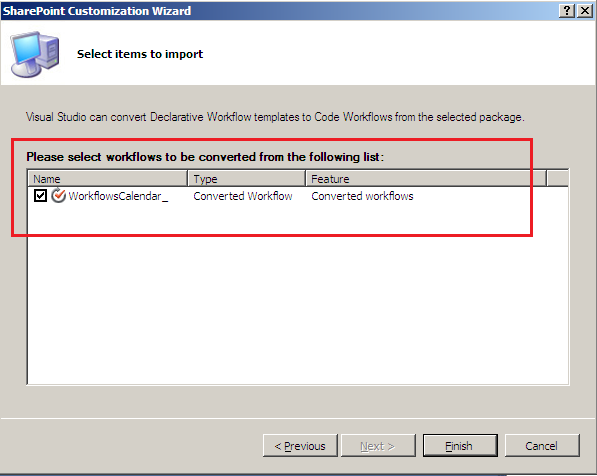 SharePoint Customization Wizard
Select items to import
Visual Studio can convert Declarative Workflow templates to Code Workflows from the selected package.
Please select workflows to be converted from the following list:
Name Type Feature
WorkflowsCalendar_ Converted Workflow Converted workflows
< Previous Next > Finish Cancel